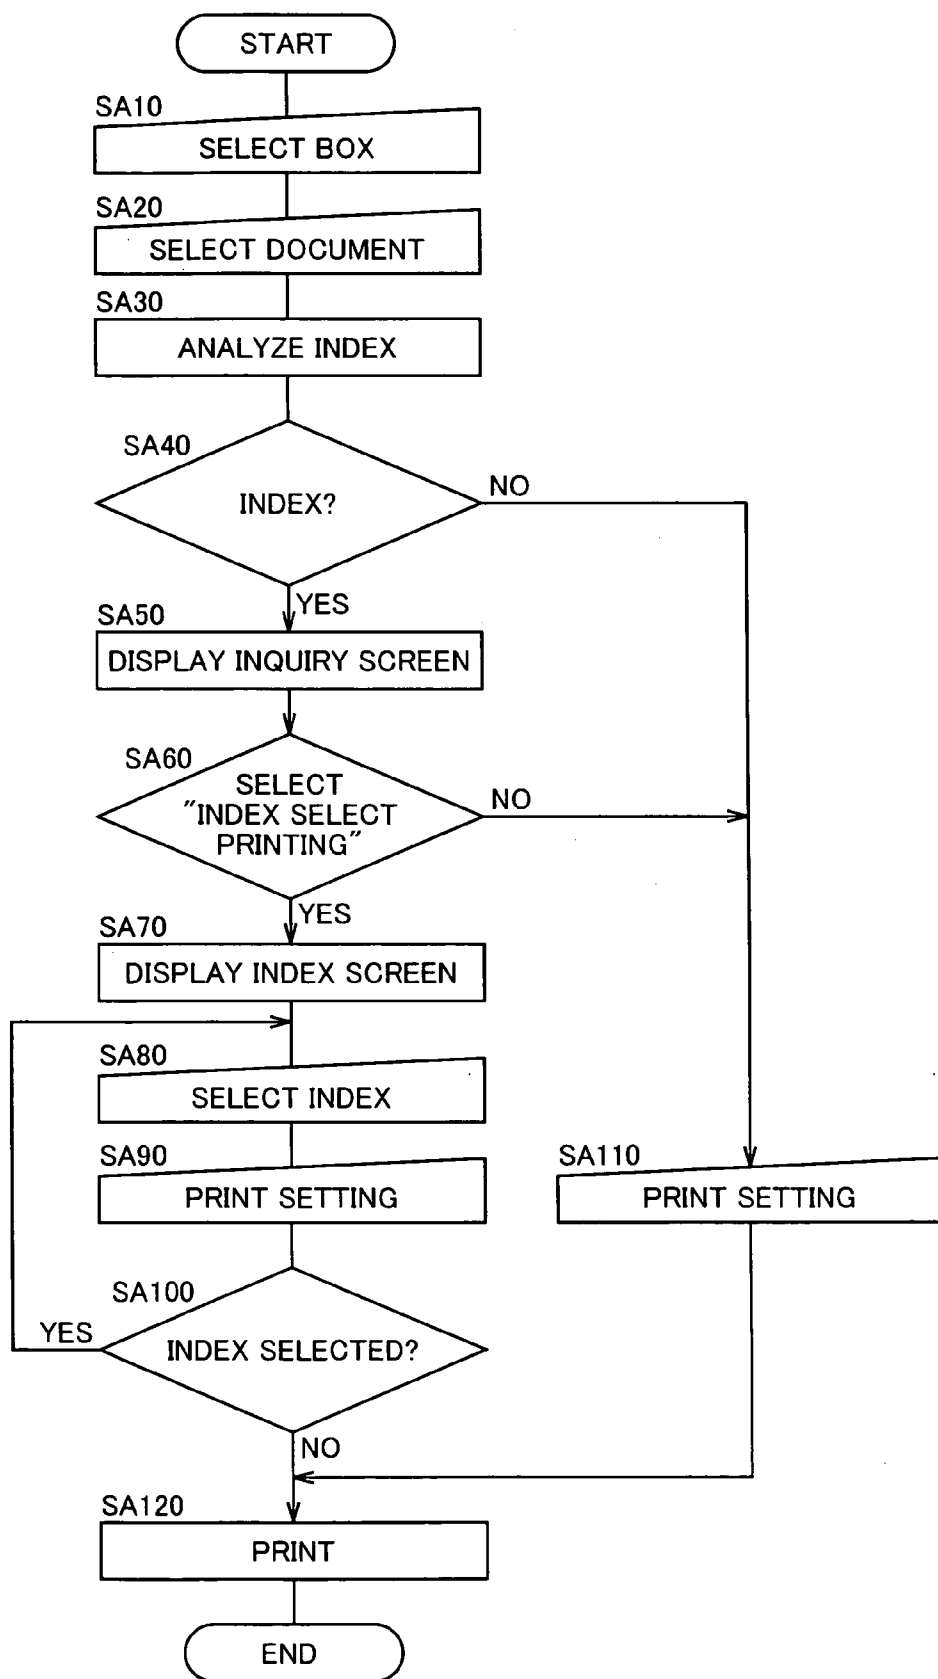 START
SA10
SELECT BOX
SA20
SELECT DOCUMENT
SA30
ANALYZE INDEX
SA40
INDEX?
NO
YES
SA50
DISPLAY INQUIRY SCREEN
SA60
SELECT
"INDEX SELECT
PRINTING"
NO
YES
SA70
DISPLAY INDEX SCREEN
SA80
SELECT INDEX
SA90
PRINT SETTING
SA110
PRINT SETTING
SA100
YES
INDEX SELECTED?
NO
SA120
PRINT
END